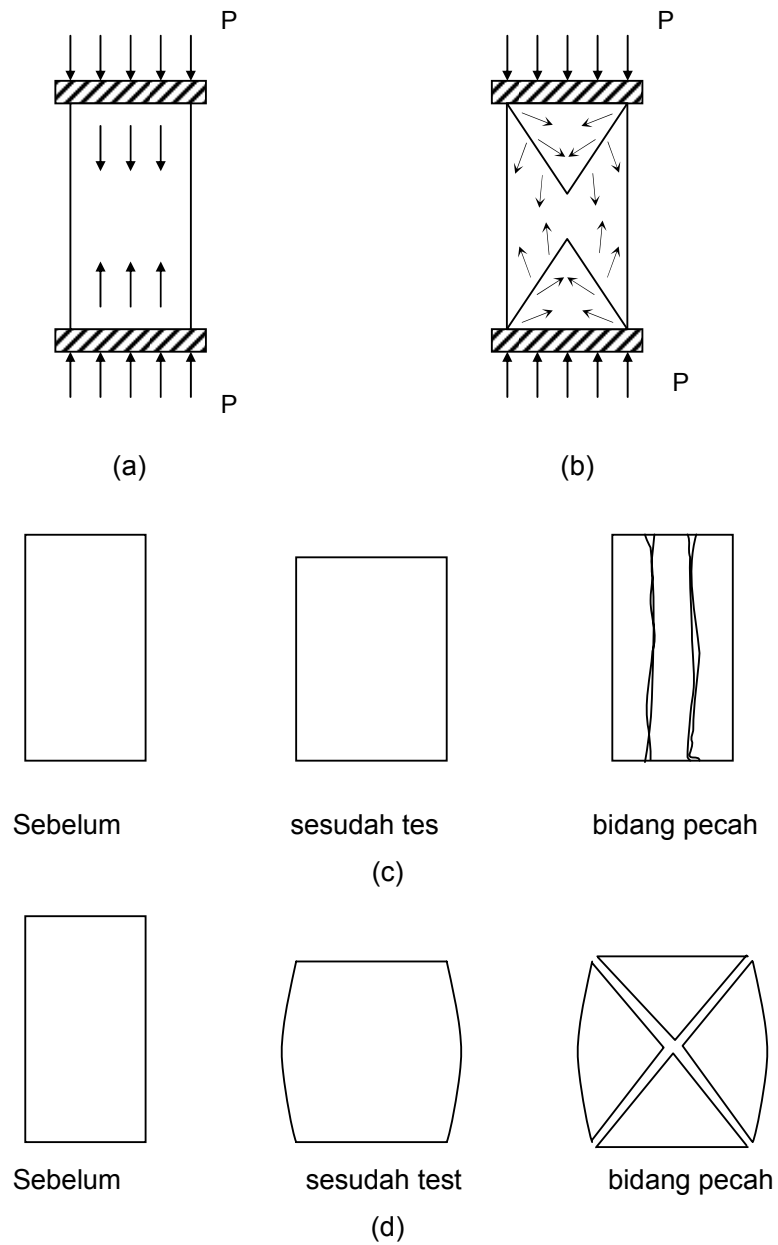 P P
P P
(a) (b)
Sebelum sesudah tes bidang pecah
(c)
Sebelum sesudah test bidang pecah
(d)